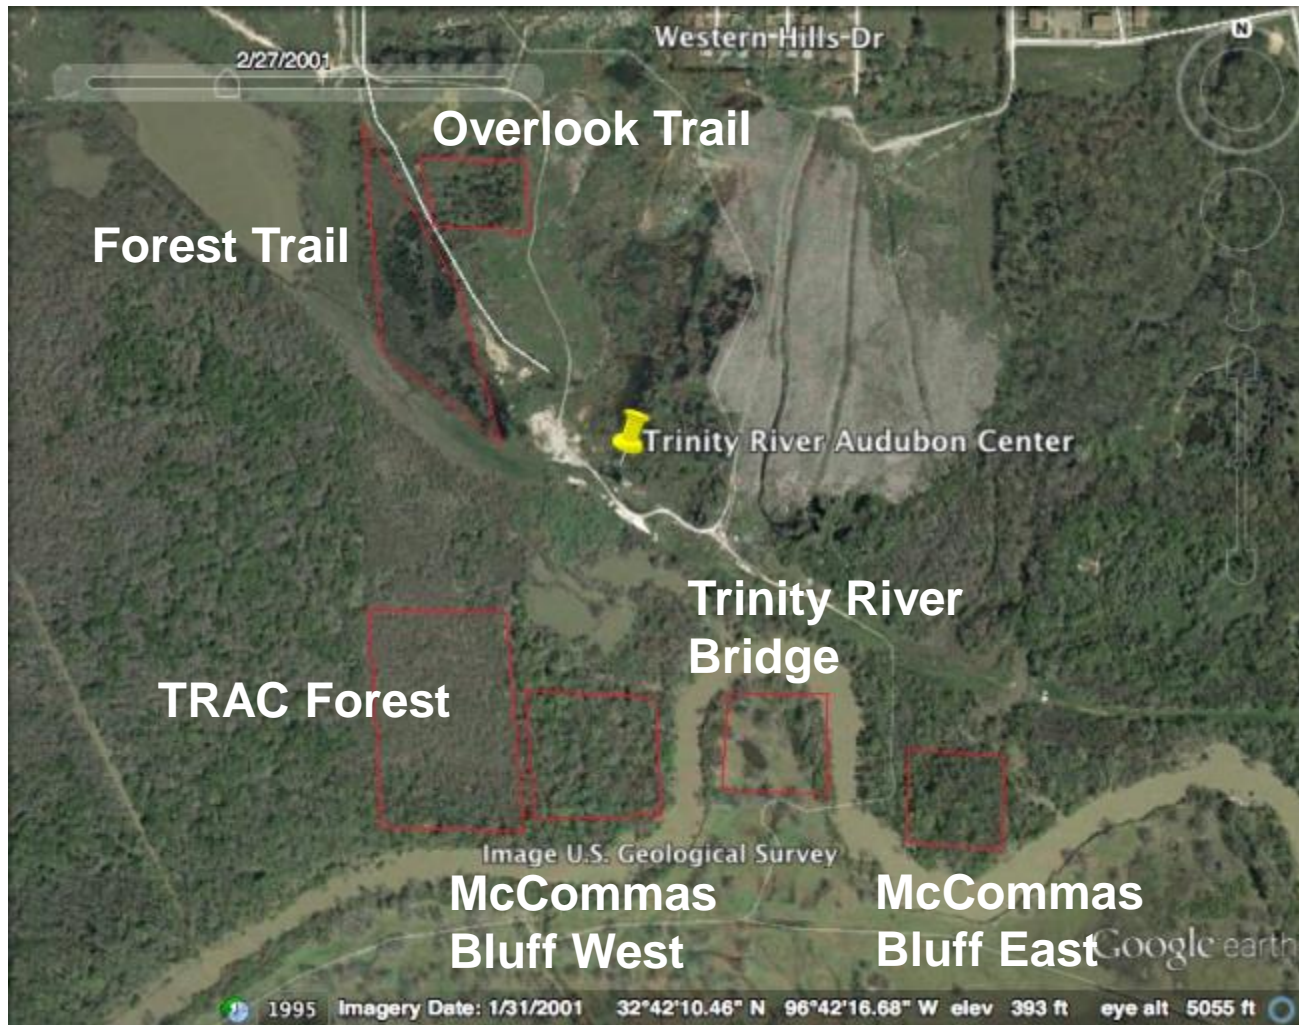 Western Hills Dr
2/27/2001
Overlook Trail
Forest Trail
Trinity River Audubon Center
Trinity River
Bridge
TRAC Forest
Image U.S. Geological Survey
McCommas
Bluff West
McCommas
Bluff East
Google earth
1995 Imagery Date: 1/31/2001 32°42'10.46" N 96°42'16.68" W elev 393 ft eye alt 5055 ft
N